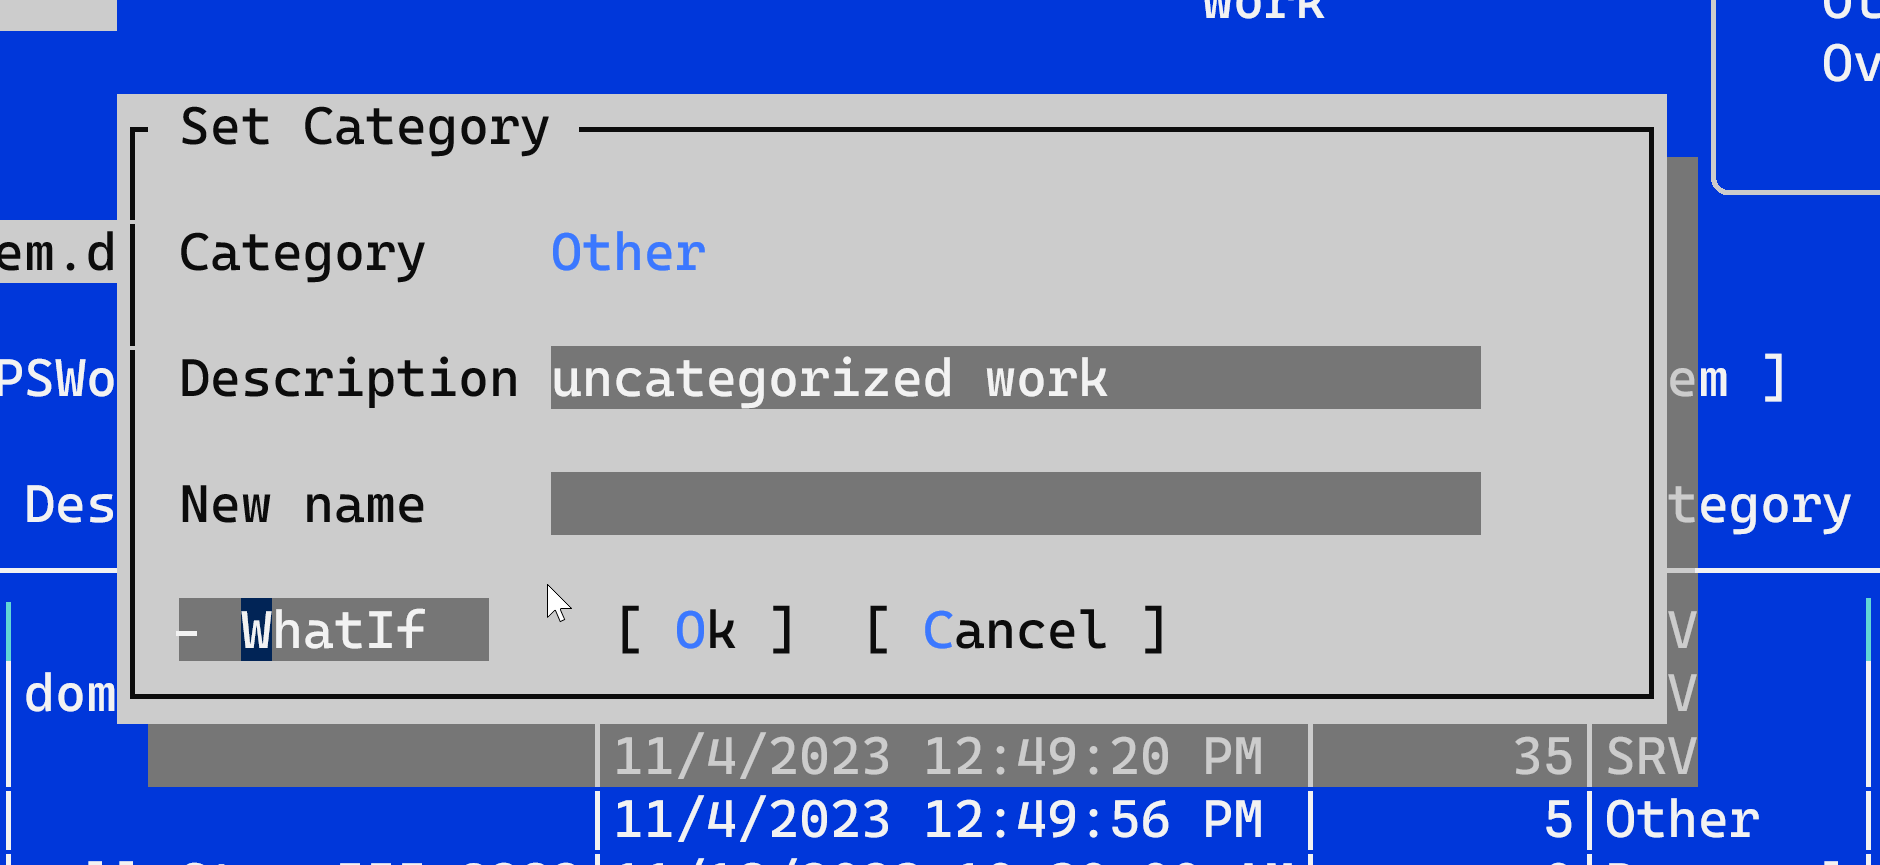 work
Set Category
em.d
Category Other
PSWo
Description uncategorized work
em ]
Des
New name
tegory
- WhatIf [ Ok ] [ Cancel ]
V
dom
V
11/4/2023 12:49:20 PM 35 SRV
11/4/2023 12:49:56 PM 5 Other